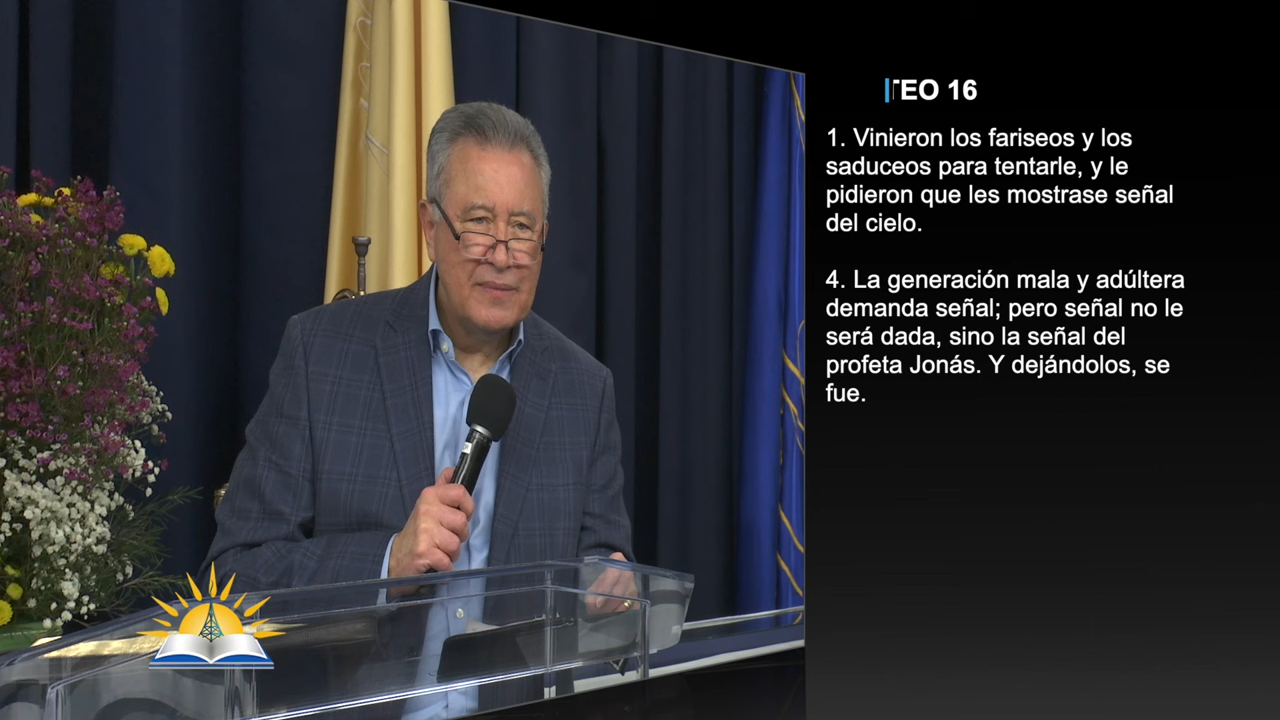 TEO 16
1. Vinieron los fariseos y los
saduceos para tentarle, y le
pidieron que les mostrase señal
del cielo.
4. La generación mala y adúltera
demanda señal; pero señal no le
será dada, sino la señal del
profeta Jonás. Y dejándolos, se
fue.